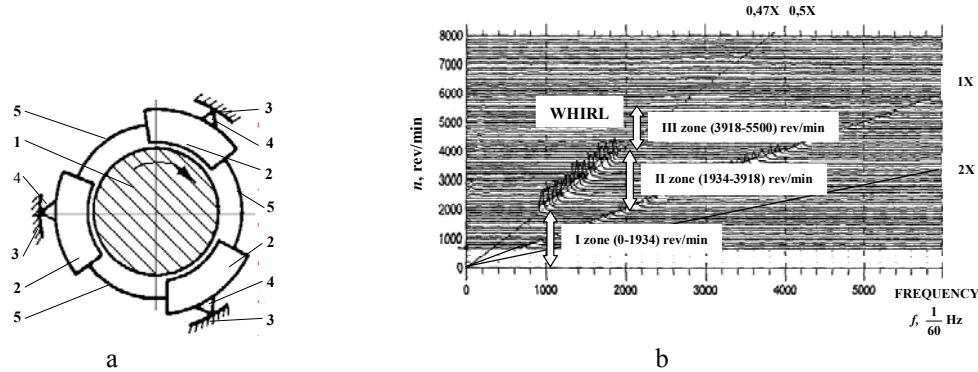 5
1
4
3
2
5
3
4
2
5
2
4
3
a
0,47X 0,5X
8000
7000
6000
5000
4000
3000
2000
1000
0
n, rev/min
1X
2X
WHIRL
III zone (3918-5500) rev/min
II zone (1934-3918) rev/min
I zone (0-1934) rev/min
0 1000 2000 3000 4000 5000 FREQUENCY
f, 1/60 Hz
b